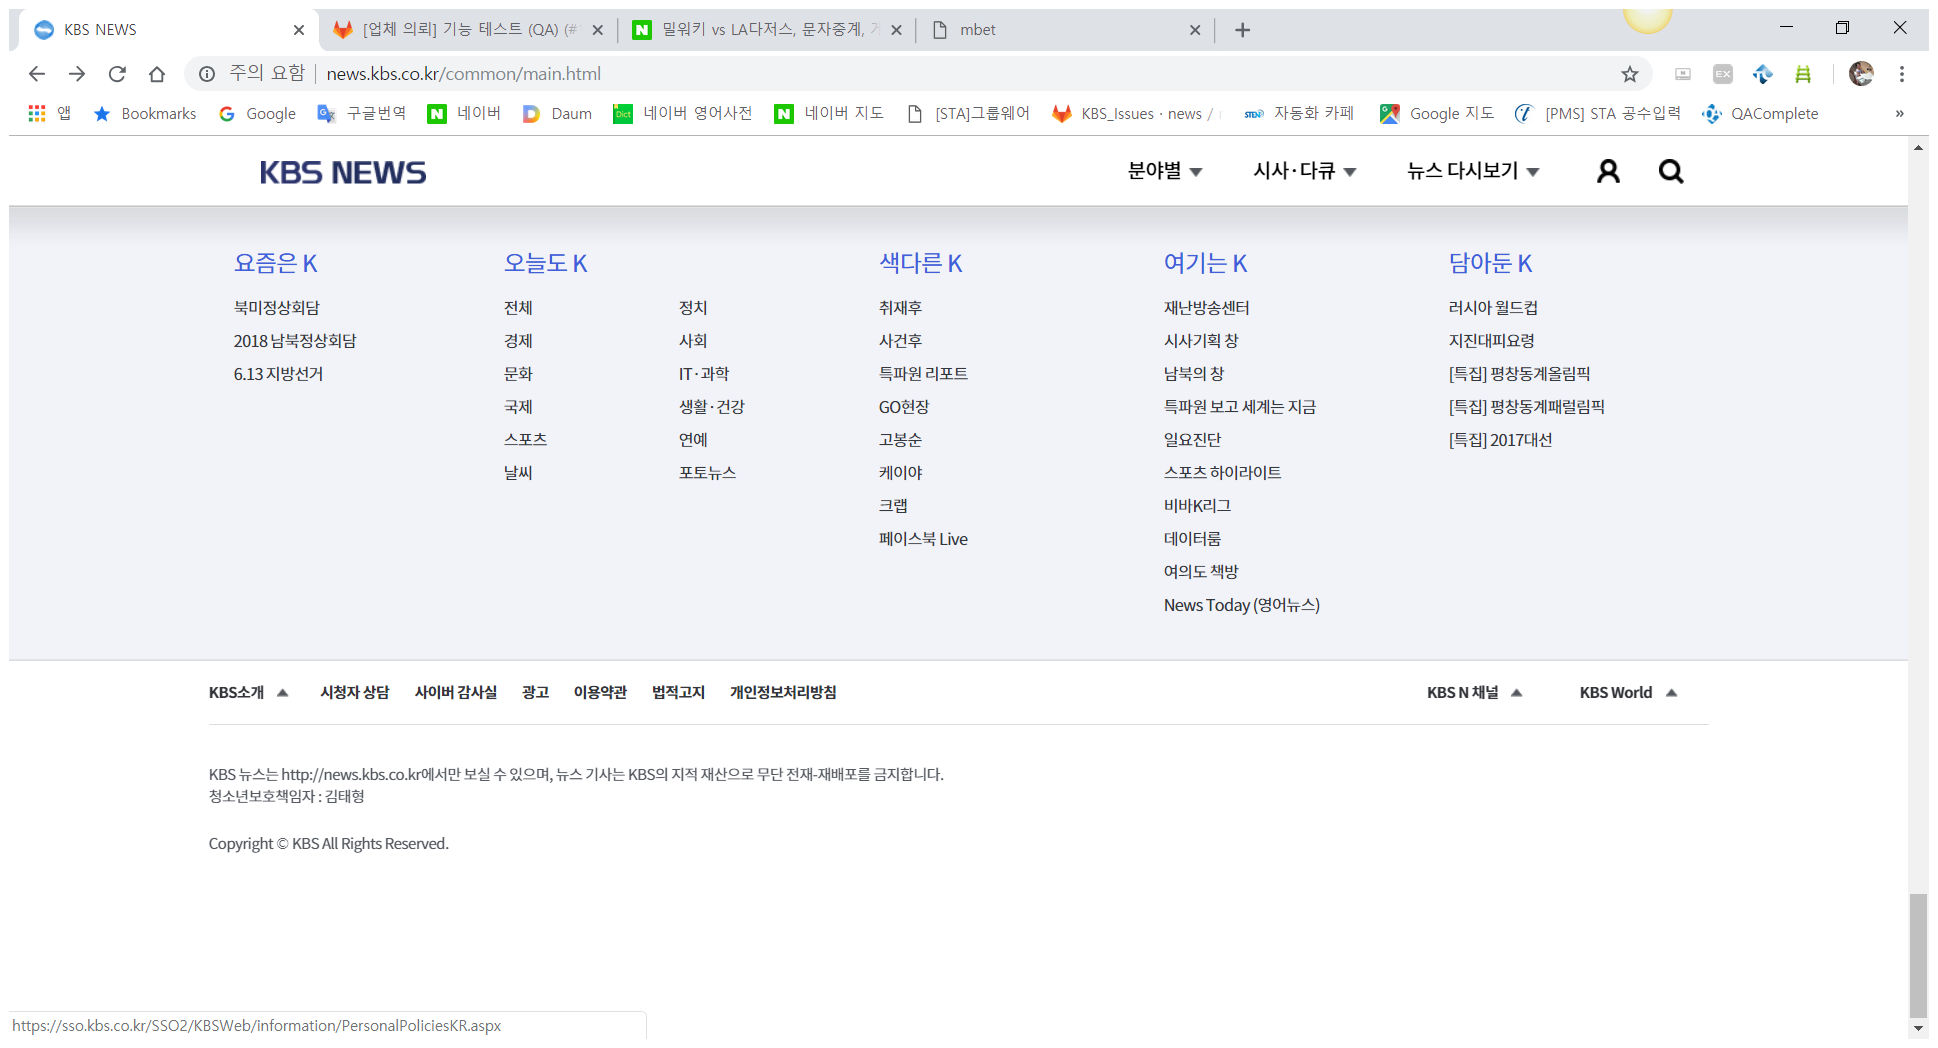 KBS NEWS
[업체 의뢰] 기능 테스트 (QA) (#
밀워키 vs LA다저스, 문자중계,
mbet
주의 요함 news.kbs.co.kr/common/main.html
앱 Bookmarks Google 구글번역 네이버 Daum 네이버 영어사전 네이버 지도 [STA]그룹웨어 KBS_Issues · news / 자동화 카페 Google 지도 [PMS] STA 공수입력 QAComplete »
KBS NEWS 분야별 시사·다큐 뉴스 다시보기
요즘은 K
북미정상회담
2018 남북정상회담
6.13 지방선거
오늘도 K
전체 정치
경제 사회
문화 IT·과학
국제 생활·건강
스포츠 연예
날씨 포토뉴스
색다른 K
취재후
사건후
특파원 리포트
GO현장
고봉순
케이야
크랩
페이스북 Live
여기는 K
재난방송센터
시사기획 창
남북의 창
특파원 보고 세계는 지금
일요진단
스포츠 하이라이트
비바K리그
데이터룸
여의도 책방
News Today (영어뉴스)
담아둔 K
러시아 월드컵
지진대피요령
[특집] 평창동계올림픽
[특집] 평창동계패럴림픽
[특집] 2017대선
KBS소개 시청자 상담 사이버 감사실 광고 이용약관 법적고지 개인정보처리방침 KBS N 채널 KBS World
KBS 뉴스는 http://news.kbs.co.kr에서만 보실 수 있으며, 뉴스 기사는 KBS의 지적 재산으로 무단 전재-재배포를 금지합니다.
청소년보호책임자 : 김태형
Copyright © KBS All Rights Reserved.
https://sso.kbs.co.kr/SSO2/KBSWeb/information/PersonalPoliciesKR.aspx